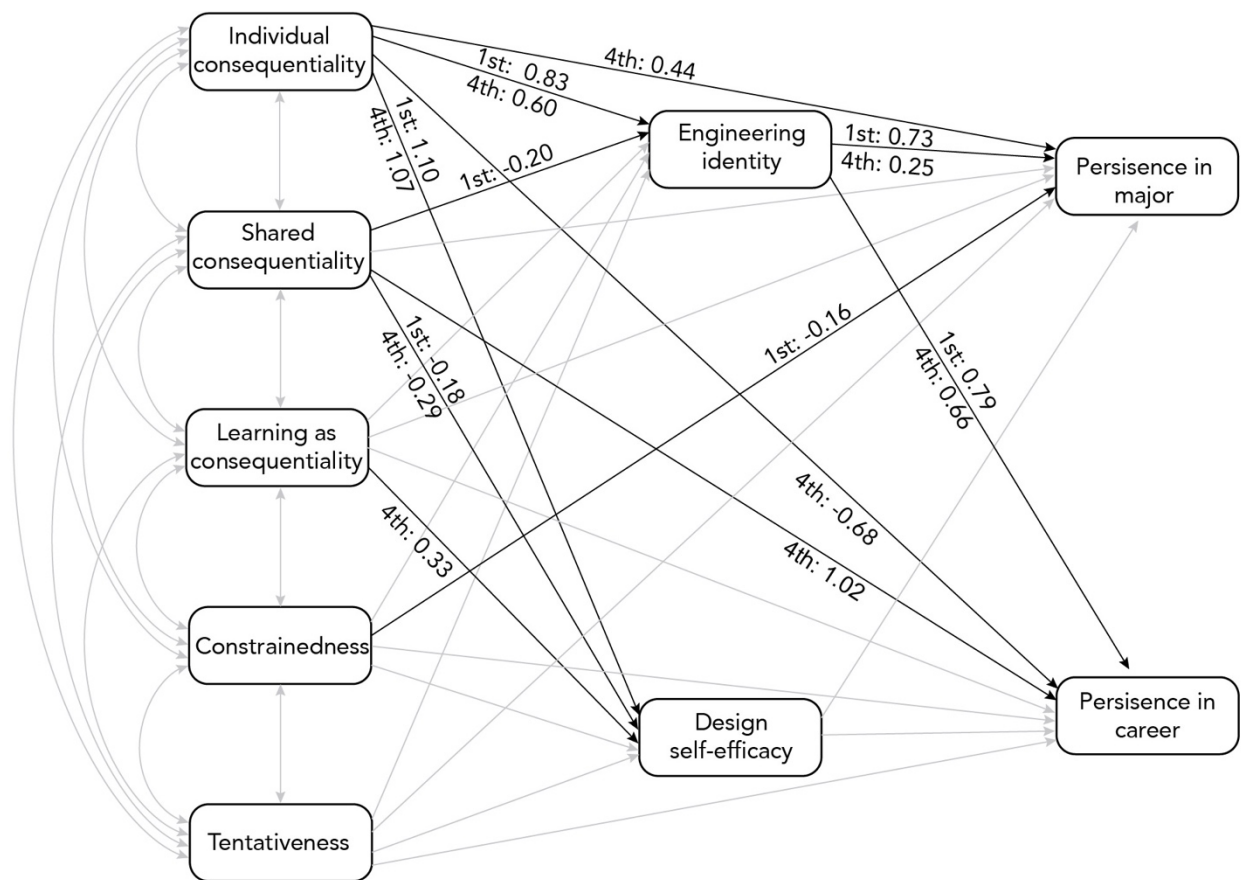 Individual
consequentiality
4th: 0.44
1st: 0.83
4th: 0.60
1st: 1.10
4th: 1.07
1st: -0.20
Engineering
identity
1st: 0.73
4th: 0.25
Persisence in
major
Shared
consequentiality
1st: -0.18
4th: -0.29
1st: -0.16
1st: 0.79
4th: 0.66
Learning as
consequentiality
4th: 0.33
4th: -0.68
4th: 1.02
Constrainedness
Design
self-efficacy
Persisence in
career
Tentativeness